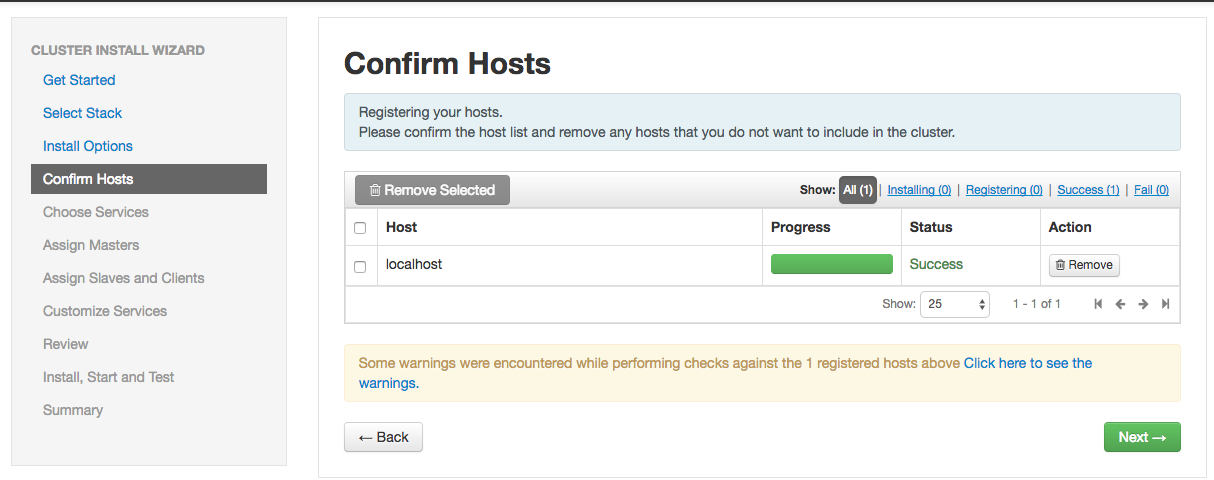 CLUSTER INSTALL WIZARD
Get Started
Select Stack
Install Options
Confirm Hosts
Choose Services
Assign Masters
Assign Slaves and Clients
Customize Services
Review
Install, Start and Test
Summary
Confirm Hosts
Registering your hosts.
Please confirm the host list and remove any hosts that you do not want to include in the cluster.
Remove Selected
Show: All (1) | Installing (0) | Registering (0) | Success (1) | Fail (0)
Host Progress Status Action
localhost Success Remove
Show: 25 1 - 1 of 1
Some warnings were encountered while performing checks against the 1 registered hosts above Click here to see the
warnings.
← Back Next →